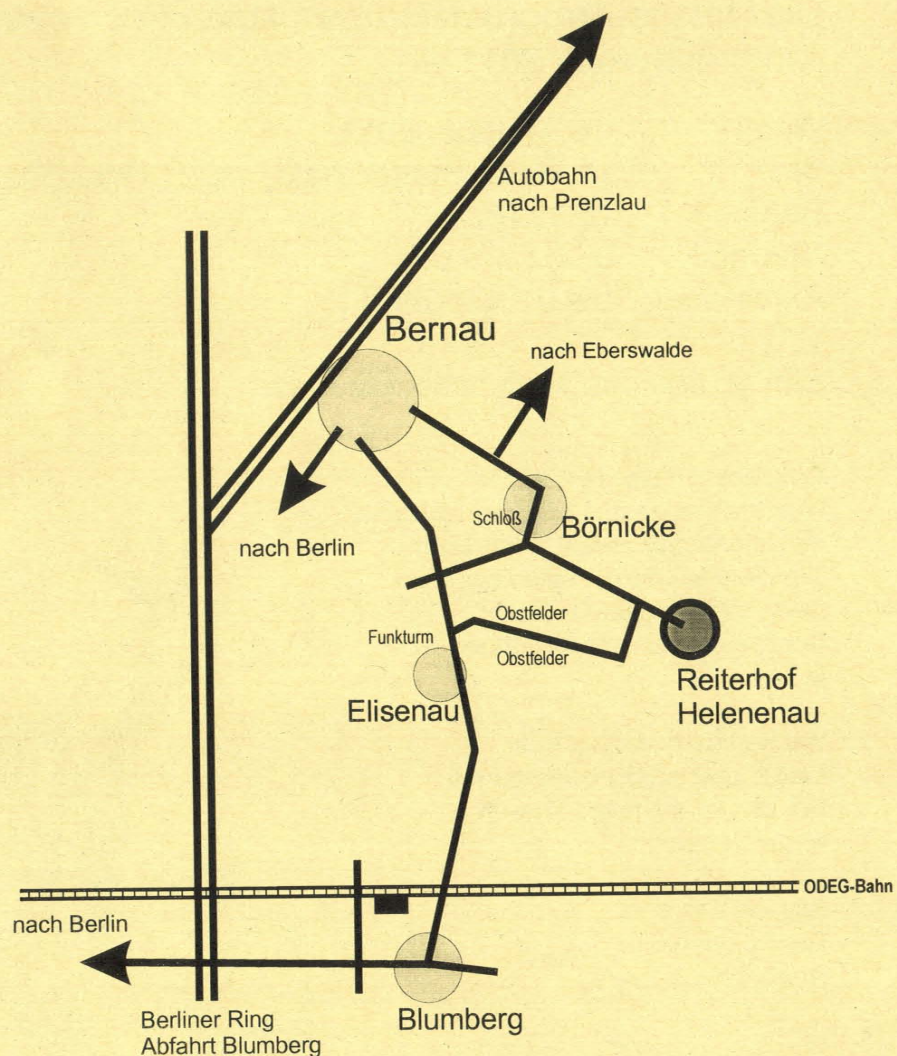 Autobahn
nach Prenzlau
Bernau
nach Eberswalde
Schloß
Börnicke
nach Berlin
Obstfelder
Funkturm
Obstfelder
Reiterhof
Helenenau
Elisenau
ODEG-Bahn
nach Berlin
Blumberg
Berliner Ring
Abfahrt Blumberg